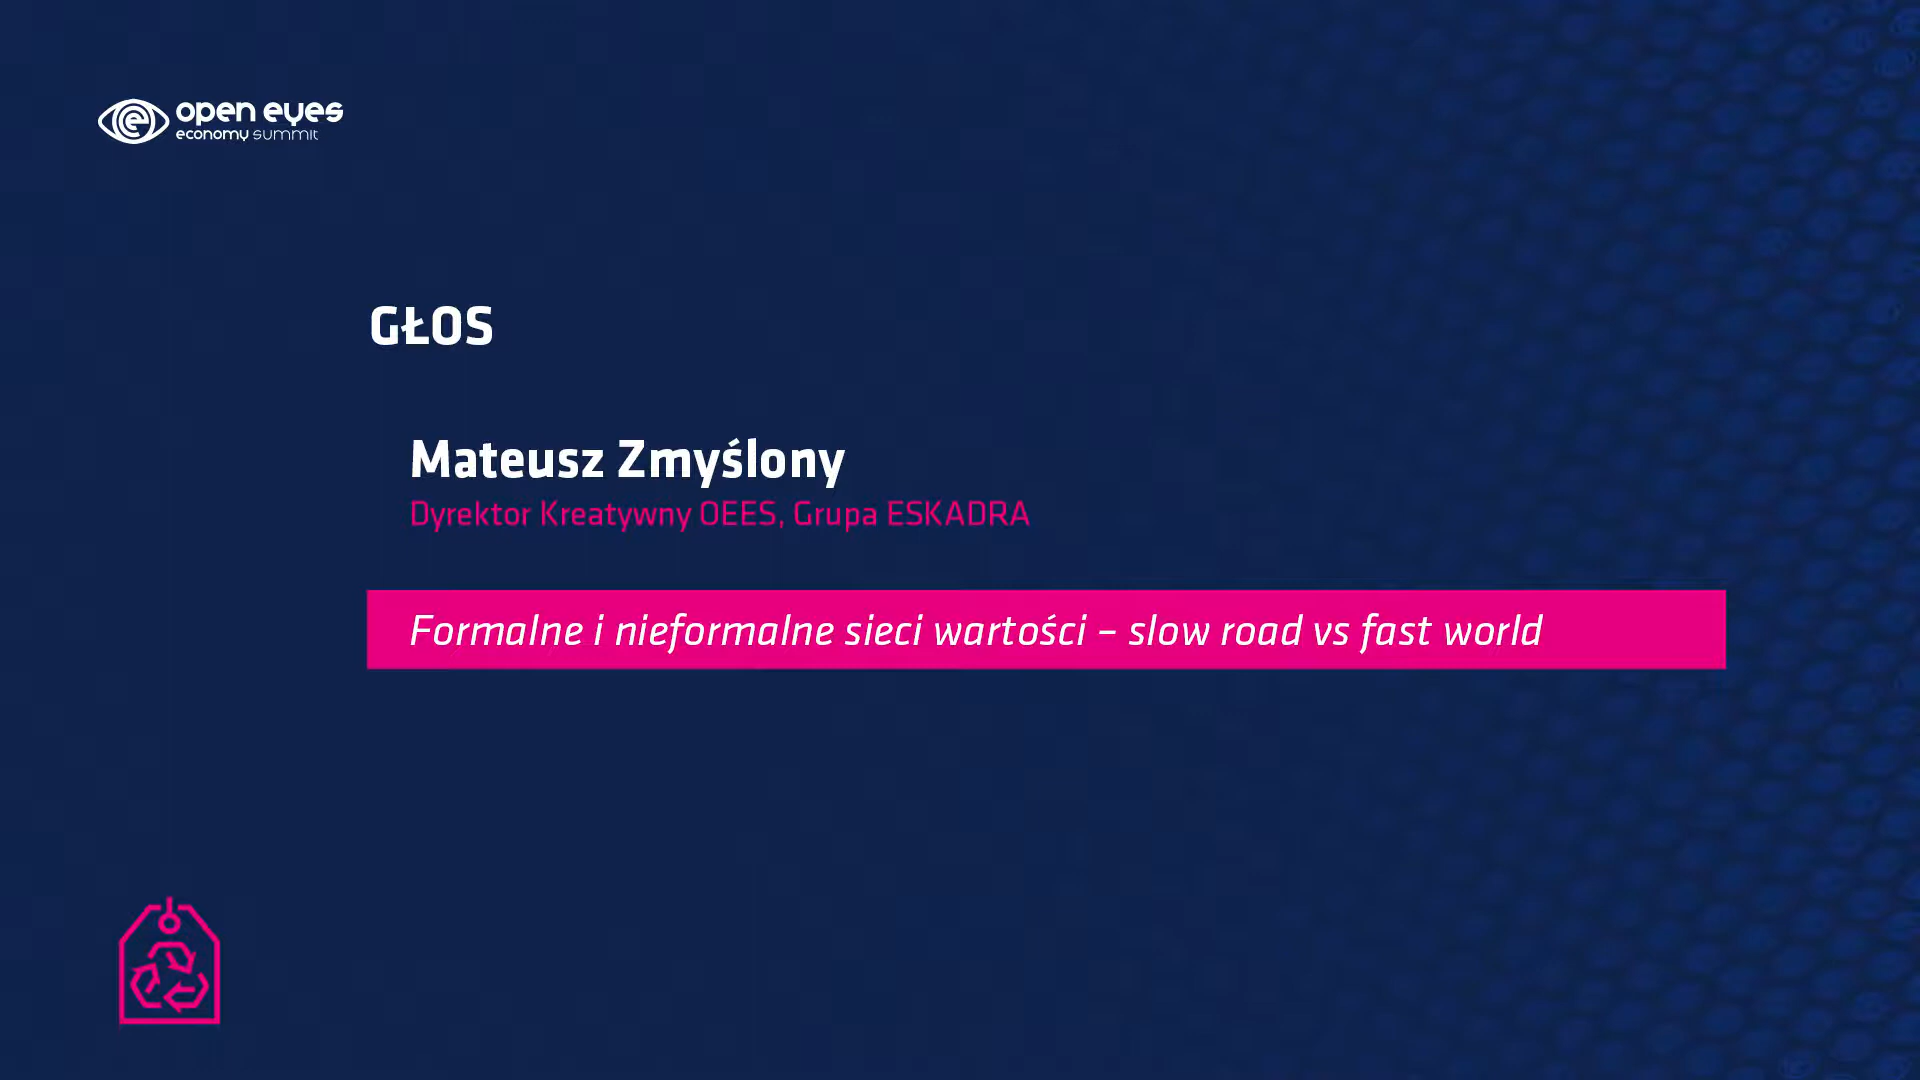 open eyes
economy summit
GŁOS
Mateusz Zmyślony
Dyrektor Kreatywny OEES, Grupa ESKADRA
Formalne i nieformalne sieci wartości – slow road vs fast world